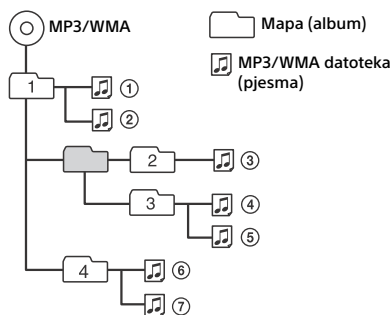 MP3/WMA
Mapa (album)
MP3/WMA datoteka
(pjesma)
1
①
②
2
③
3
④
⑤
4
⑥
⑦